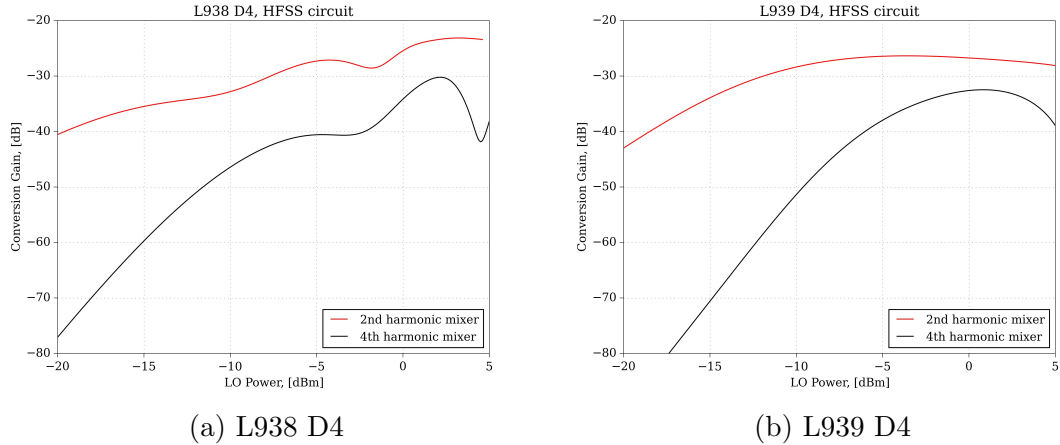 L938 D4, HFSS circuit
Conversion Gain, [dB]
−20
−30
−40
−50
−60
−70
−80
2nd harmonic mixer
4th harmonic mixer
−20 −15 −10 −5 0 5
LO Power, [dBm]
(a) L938 D4
L939 D4, HFSS circuit
Conversion Gain, [dB]
−20
−30
−40
−50
−60
−70
−80
2nd harmonic mixer
4th harmonic mixer
−20 −15 −10 −5 0 5
LO Power, [dBm]
(b) L939 D4